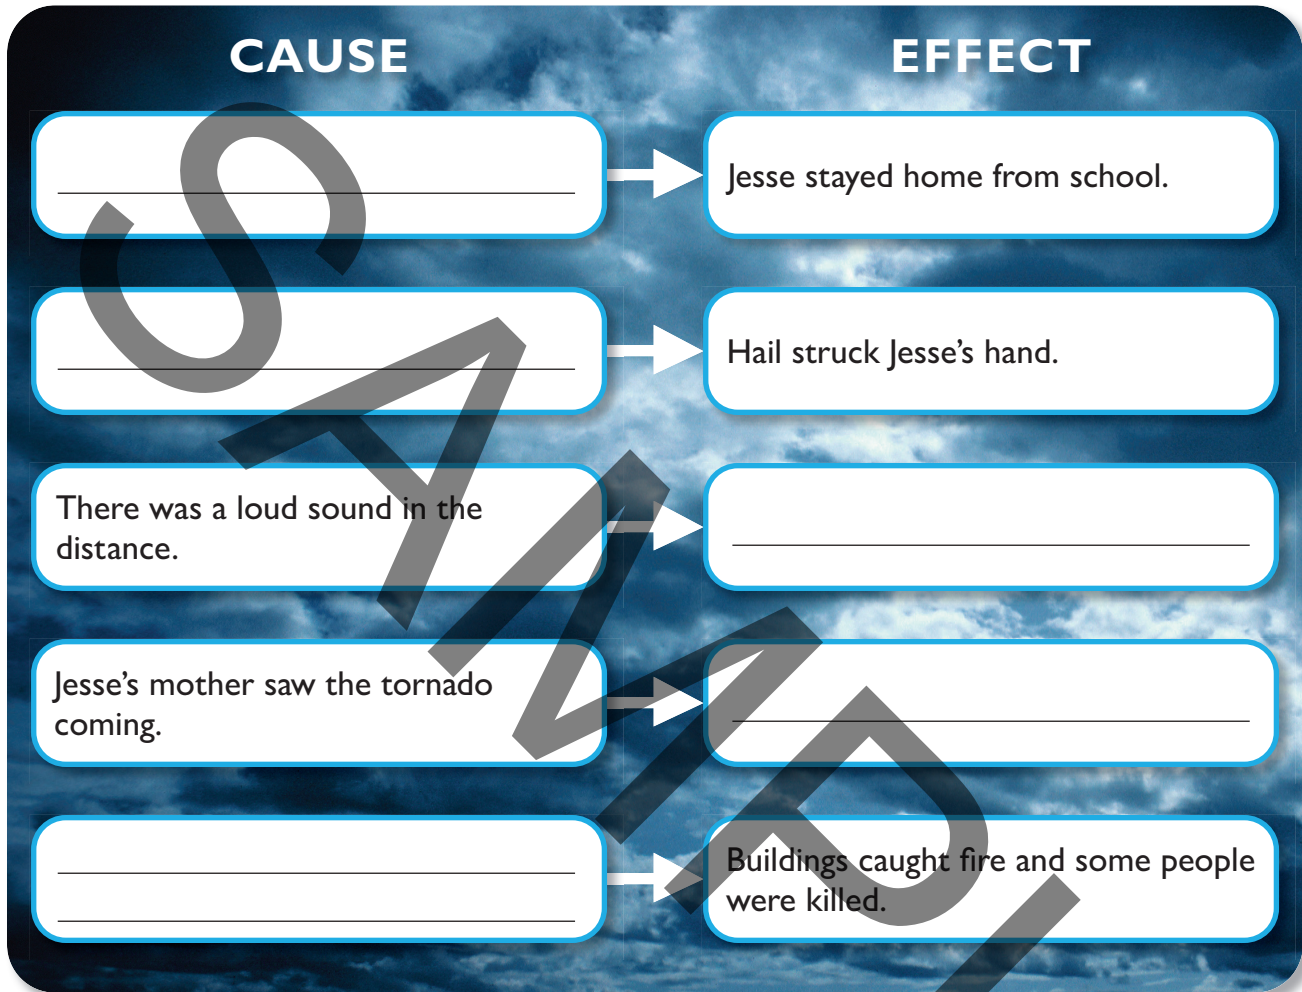 CAUSE
EFFECT
Jesse stayed home from school.
Hail struck Jesse’s hand.
There was a loud sound in the
distance.
Jesse’s mother saw the tornado
coming.
Buildings caught fire and some people
were killed.
SAMPL